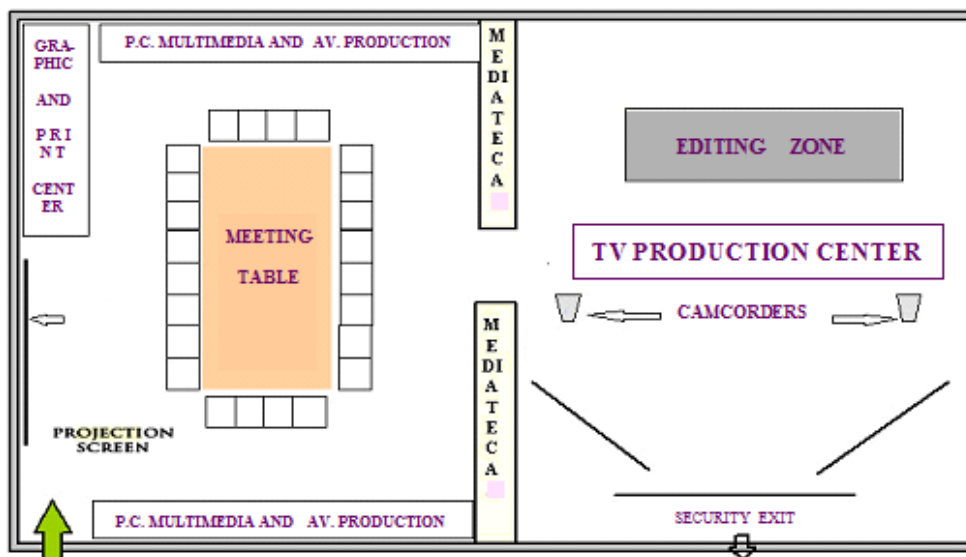 GRA-
PHIC
AND
P R I
N T
CENT
ER
P.C. MULTIMEDIA AND AV. PRODUCTION
M
E
DI
A
T
E
C
A
EDITING ZONE
MEETING
TABLE
TV PRODUCTION CENTER
CAMCORDERS
M
E
DI
A
T
E
C
A
PROJECTION
SCREEN
P.C. MULTIMEDIA AND AV. PRODUCTION
SECURITY EXIT